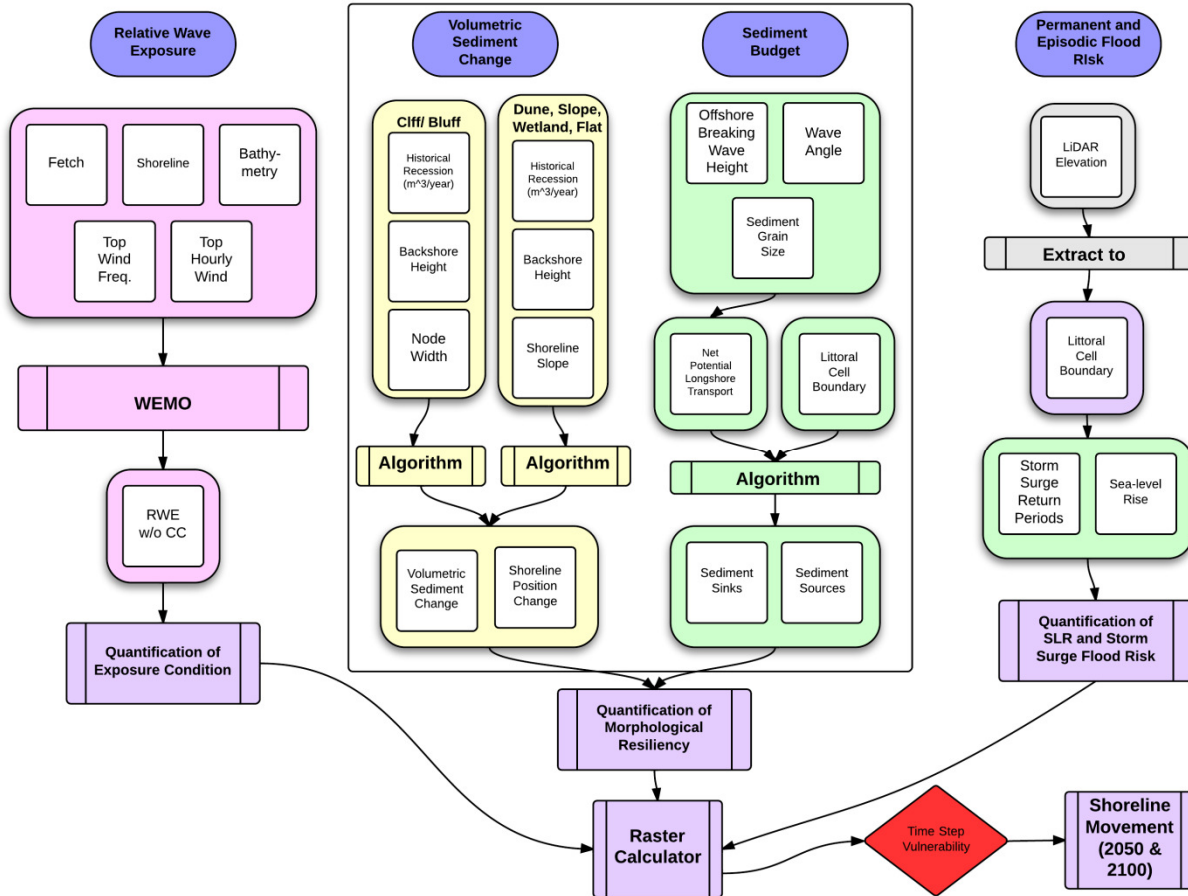 Relative Wave
Exposure
Volumetric
Sediment
Change
Sediment
Budget
Permanent and
Episodic Flood
RIsk
Fetch
Shoreline
Bathy-
metry
Top
Wind
Freq.
Top
Hourly
Wind
WEMO
RWE
w/o CC
Quantification of
Exposure Condition
Clff/ Bluff
Historical
Recession
(m^3/year)
Backshore
Height
Node
Width
Algorithm
Dune, Slope,
Wetland, Flat
Historical
Recession
(m^3/year)
Backshore
Height
Shoreline
Slope
Algorithm
Volumetric
Sediment
Change
Shoreline
Position
Change
Offshore
Breaking
Wave
Height
Wave
Angle
Sediment
Grain
Size
Net
Potential
Longshore
Transport
Littoral
Cell
Boundary
Algorithm
Sediment
Sinks
Sediment
Sources
LiDAR
Elevation
Extract to
Littoral
Cell
Boundary
Storm
Surge
Return
Periods
Sea-level
Rise
Quantification of
SLR and Storm
Surge Flood Risk
Quantification of
Morphological
Resiliency
Raster
Calculator
Time Step
Vulnerability
Shoreline
Movement
(2050 &
2100)